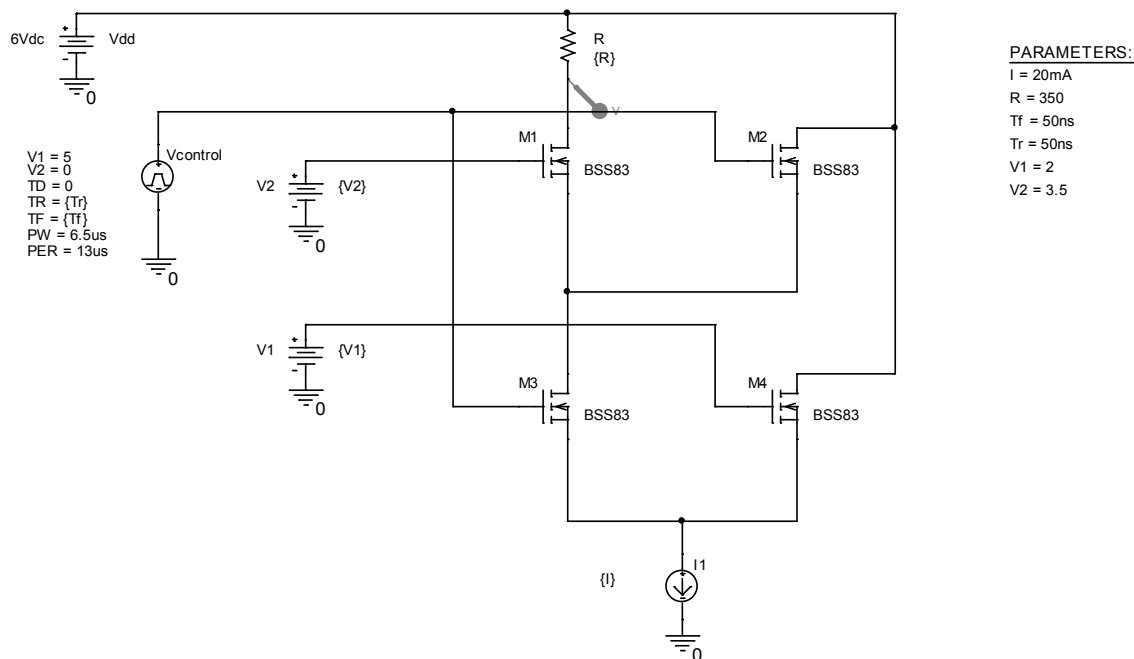 6Vdc
+
-
Vdd
0
R
{R}
V
M1
BSS83
M2
BSS83
V1 = 5
V2 = 0
TD = 0
TR = {Tr}
TF = {Tf}
PW = 6.5us
PER = 13us
+
-
Vcontrol
0
V2
+
-
{V2}
0
V1
+
-
{V1}
0
M3
BSS83
M4
BSS83
{I}
+
-
I1
0
PARAMETERS:
I = 20mA
R = 350
Tf = 50ns
Tr = 50ns
V1 = 2
V2 = 3.5